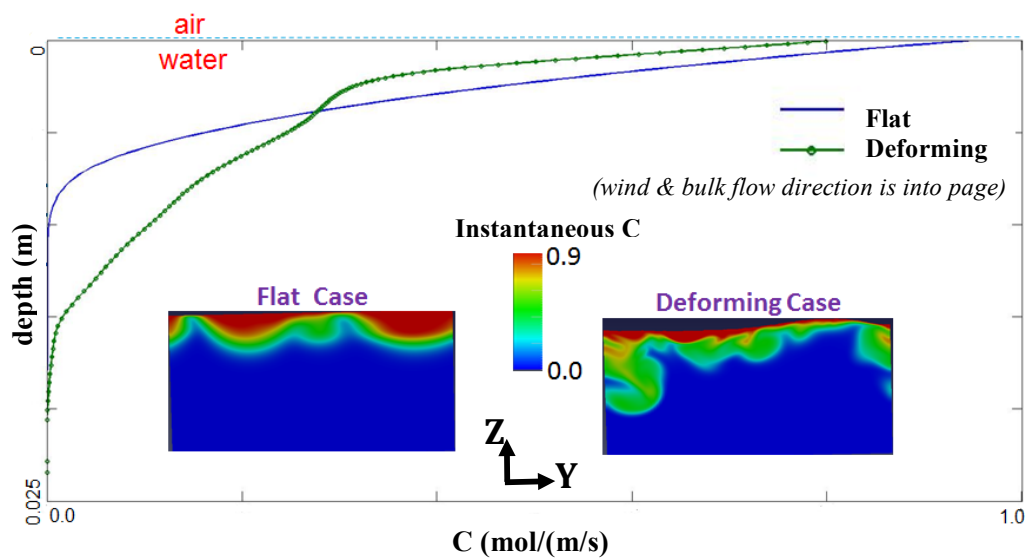 air
0
water
Flat
Deforming
(wind & bulk flow direction is into page)
Instantaneous C
0.9
0.0
Flat Case
Deforming Case
depth (m)
Z
Y
0.025
0.0
1.0
C (mol/(m/s)